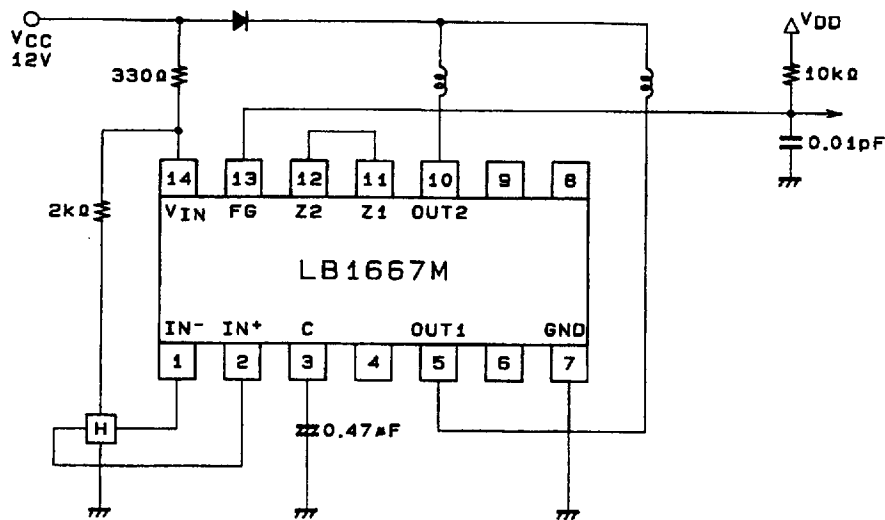 VCC
12V
VDD
330Ω
10kΩ
0.01pF
14
13
12
11
10
9
8
2kΩ
VIN
FG
Z2
Z1
OUT2
LB1667M
IN-
IN+
C
OUT1
GND
1
2
3
4
5
6
7
H
0.47μF